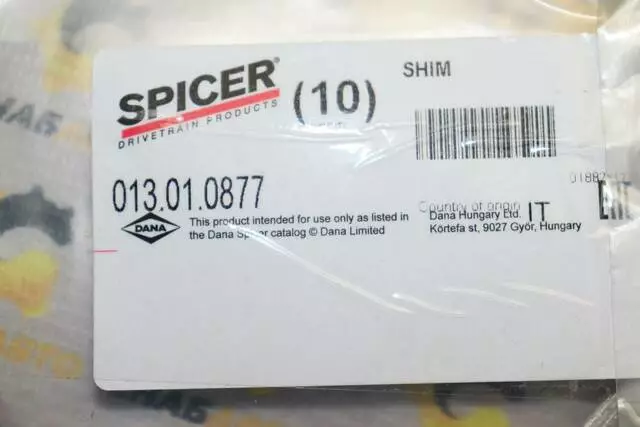 SPICER®
DRIVETRAIN PRODUCTS
(10)
SHIM
013.01.0877
DANA
This product intended for use only as listed in
the Dana Spicer catalog © Dana Limited
Country of origin IT
Dana Hungary Ltd.
Körtefa st, 9027 Győr, Hungary